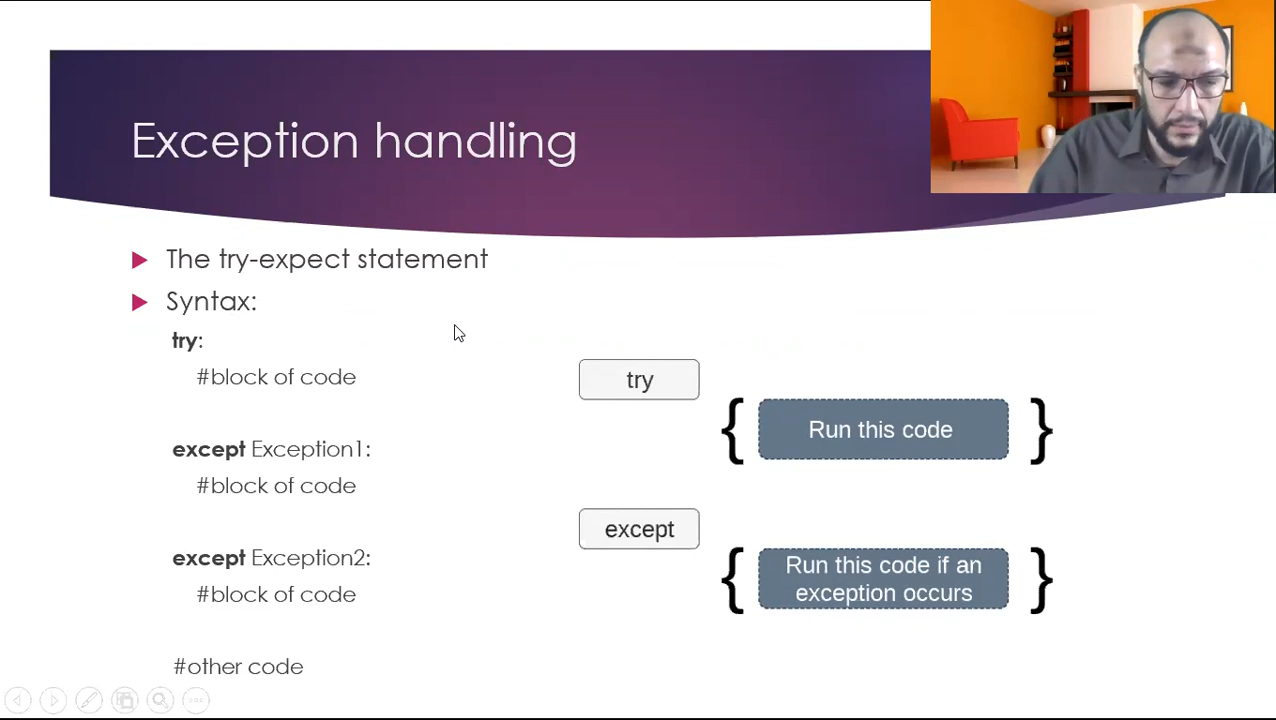 Exception handling
The try-expect statement
Syntax:
try:
#block of code
except Exception1:
#block of code
except Exception2:
#block of code
#other code
try
{ Run this code }
except
{ Run this code if an
exception occurs }